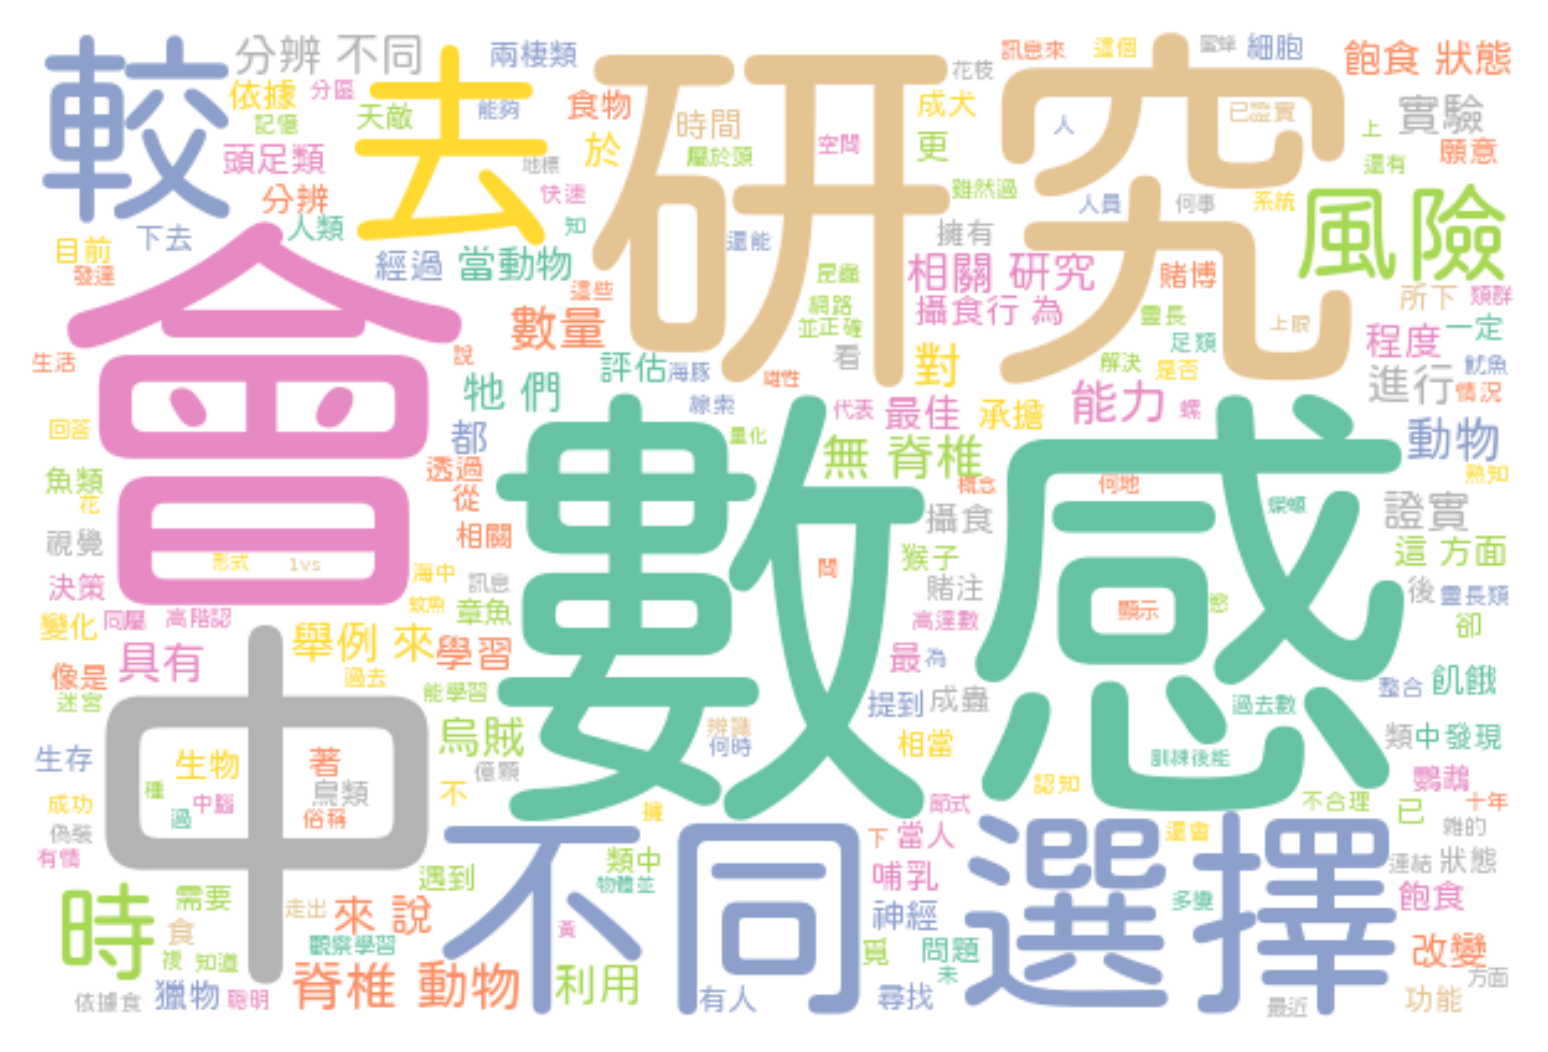 較
分辨 不同
去
兩棲類
研究
花枝
訊息來
這個
蜜蜂
細胞
飽食 狀態
依據
分區
記憶
天敵
能夠
食物
時間
成犬
人
已證實
實驗
上
頭足類
地標
於
屬於頭
空間
更
還有
願意
分辨
快速
雖然過
人員
何事
系統
風險
人類
知
目前
下去
還能
擁有
發達
經過
當動物
昆蟲
相關 研究
賭博
所下
類群
這些
網路
攝食行 為
靈長
上限
數量
並正確
足類
程度
一定
生活
會
說
評估
海豚
雄性
看
對
解決
是否
進行
魷魚
情況
牠 們
線索
代表
最佳
承擔
能力
螺
回答
都
量化
無 脊椎
動物
魚類
透過
概念
何地
熟知
花
從
數感
攝食
蠑螈
證實
視覺
相關
猴子
這 方面
形式
1vs
間
決策
海中
訊息
賭注
後
靈長類
蚊魚
顯示
變化
同屬
高階認
章魚
高達數
卻
舉例 來
學習
具有
最
為
像是
過去
整合
飢餓
迷宮
中
能學習
提到
成蟲
過去數
烏賊
辨識
何時
相當
類中發現
生存
生物
著
億顆
訓練後能
種
中腦
鳥類
不
認知
鸚鵡
成功
過
俗稱
擁
節式
不合理
已
十年
偽裝
不同
下
當人
選擇
還會
雜的
有情
類中
連結
狀態
遇到
物體並
哺乳
時
需要
多變
飽食
走出
來 說
神經
食
黃
觀察學習
覓
問題
改變
複
知道
未
脊椎 動物
利用
方面
依據食
獵物
聰明
有人
尋找
最近
功能